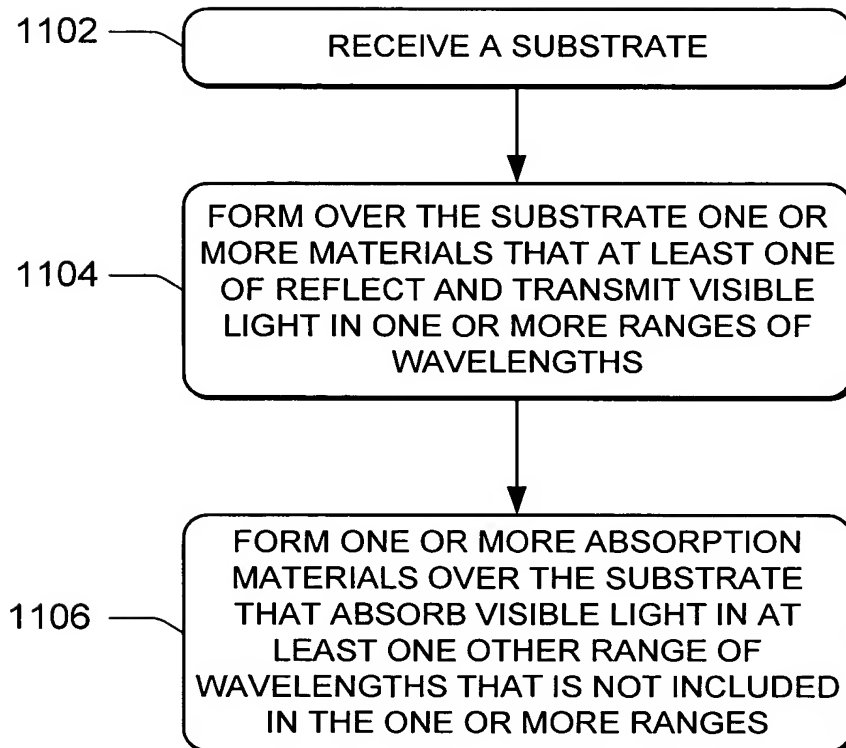 1102
RECEIVE A SUBSTRATE
1104
FORM OVER THE SUBSTRATE ONE OR
MORE MATERIALS THAT AT LEAST ONE
OF REFLECT AND TRANSMIT VISIBLE
LIGHT IN ONE OR MORE RANGES OF
WAVELENGTHS
1106
FORM ONE OR MORE ABSORPTION
MATERIALS OVER THE SUBSTRATE
THAT ABSORB VISIBLE LIGHT IN AT
LEAST ONE OTHER RANGE OF
WAVELENGTHS THAT IS NOT INCLUDED
IN THE ONE OR MORE RANGES